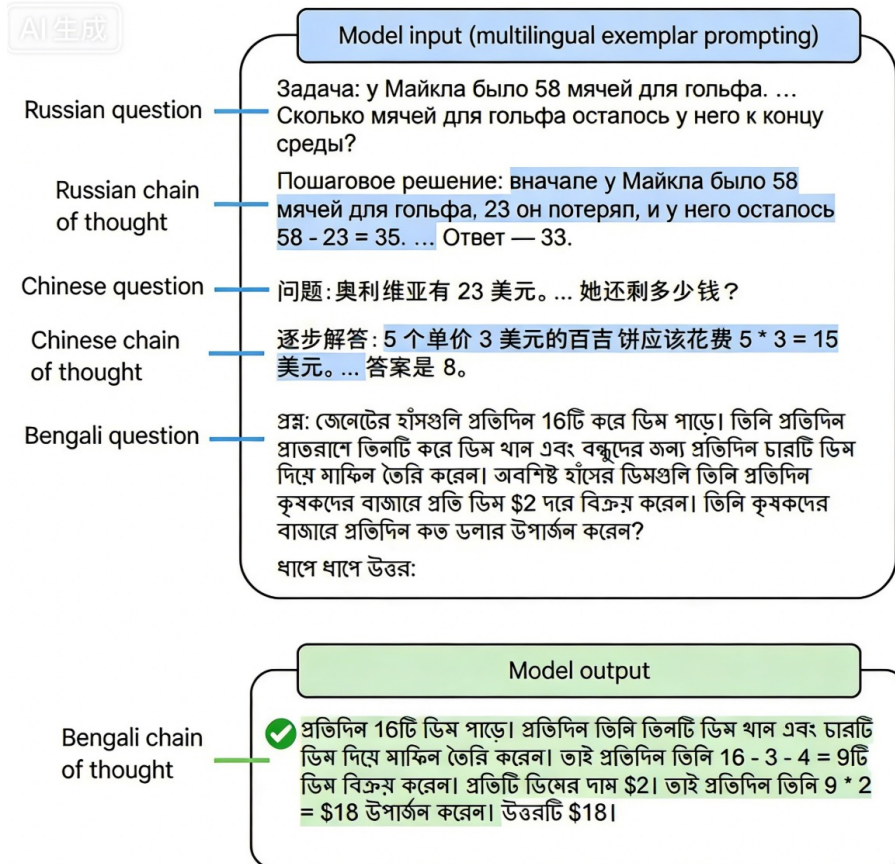 AI生成
Model input (multilingual exemplar prompting)
Russian question
Задача: у Майкла было 58 мячей для гольфа. …
Сколько мячей для гольфа осталось у него к концу
среды?
Russian chain
of thought
Пошаговое решение: вначале у Майкла было 58
мячей для гольфа, 23 он потерял, и у него осталось
58 - 23 = 35. … Ответ — 33.
Chinese question
问题:奥利维亚有 23 美元。... 她还剩多少钱?
Chinese chain
of thought
逐步解答: 5 个单价 3 美元的百吉 饼应该花费 5 * 3 = 15
美元。... 答案是 8。
Bengali question
প্রশ্ন: জেনেটের হাঁসগুলি প্রতিদিন 16টি করে ডিম পাড়ে। তিনি প্রতিদিন
প্রাতরাশে তিনটি করে ডিম খান এবং বন্ধুদের জন্য প্রতিদিন চারটি ডিম
দিয়ে মাফিন তৈরি করেন। অবশিষ্ট হাঁসের ডিমগুলি তিনি প্রতিদিন
কৃষকদের বাজারে প্রতি ডিম $2 দরে বিক্রয় করেন। তিনি কৃষকদের
বাজারে প্রতিদিন কত ডলার উপার্জন করেন?
ধাপে ধাপে উত্তর:
Model output
Bengali chain
of thought
প্রতিদিন 16টি ডিম পাড়ে। প্রতিদিন তিনি তিনটি ডিম খান এবং চারটি
ডিম দিয়ে মাফিন তৈরি করেন। তাই প্রতিদিন তিনি 16 - 3 - 4 = 9টি
ডিম বিক্রয় করেন। প্রতিটি ডিমের দাম $2। তাই প্রতিদিন তিনি 9 * 2
= $18 উপার্জন করেন। উত্তরটি $18।